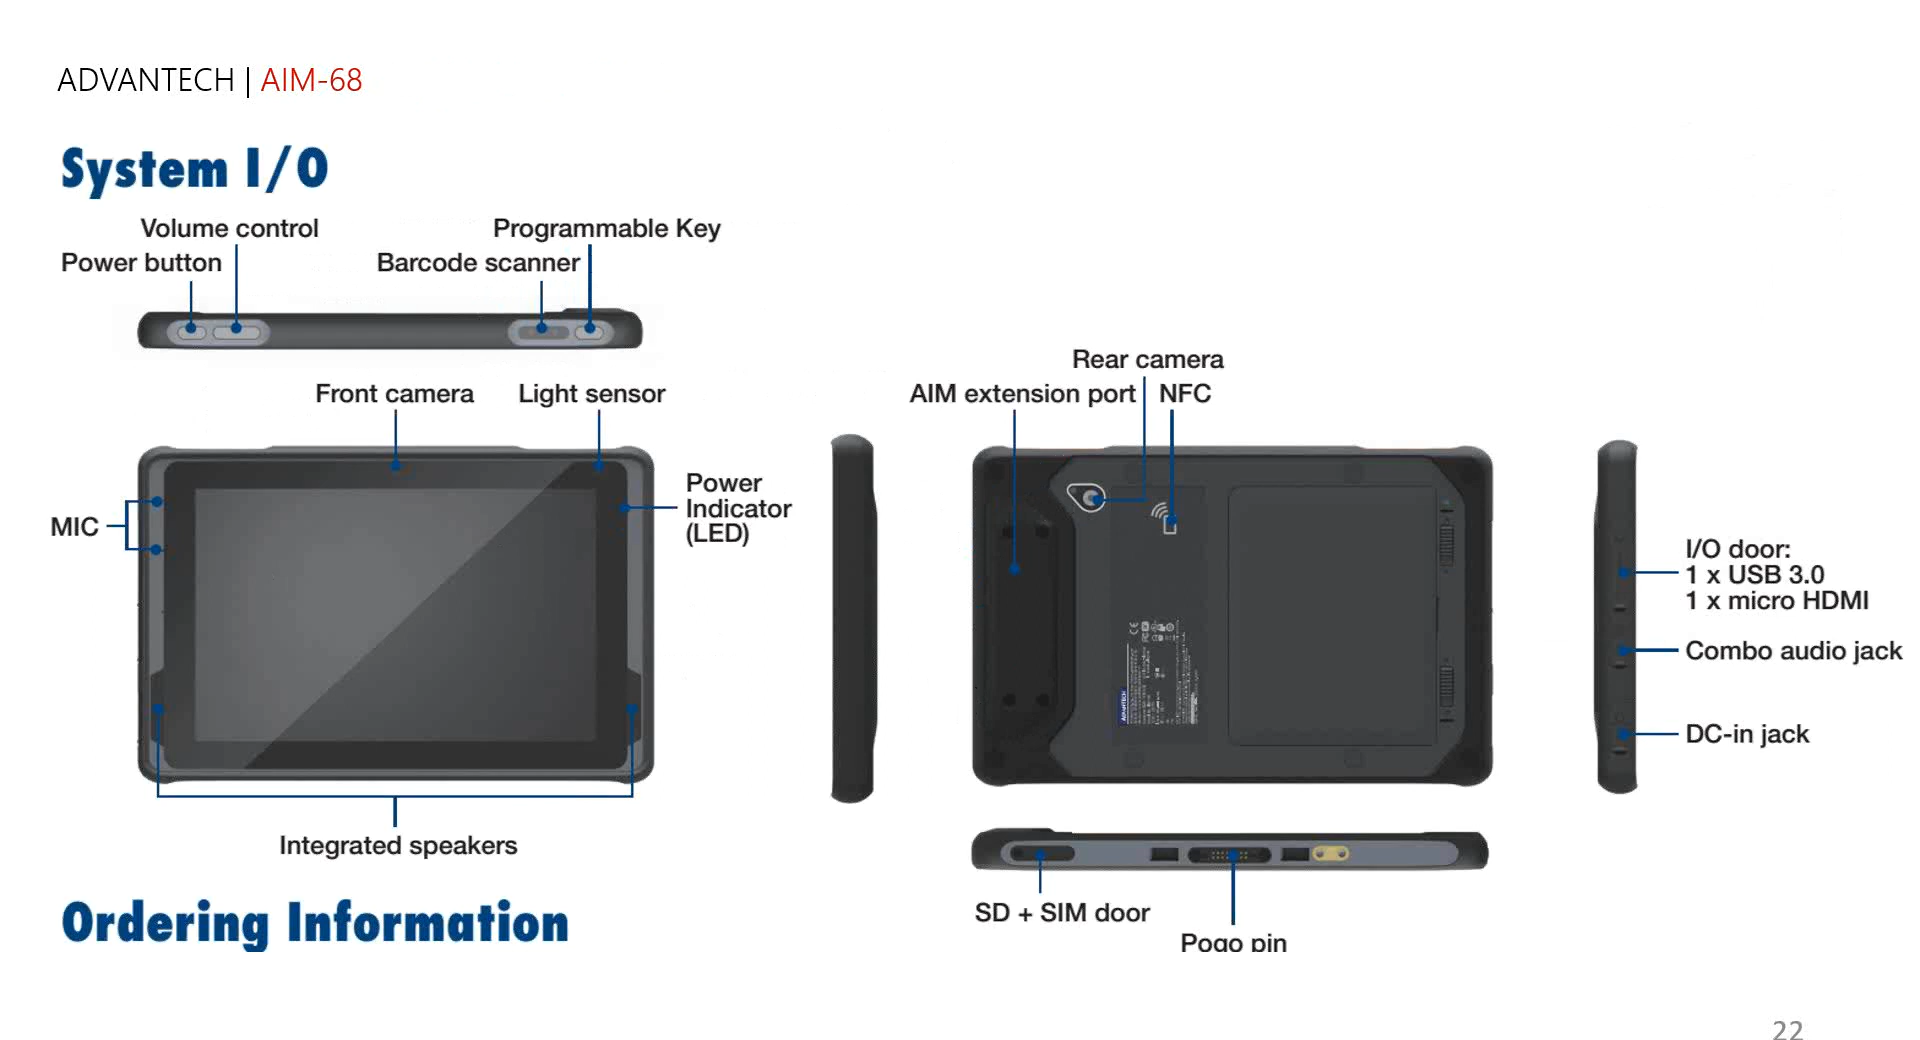 ADVANTECH | AIM-68
System I/O
Volume control
Programmable Key
Power button
Barcode scanner
Rear camera
Front camera
Light sensor
AIM extension port
NFC
Power
Indicator
(LED)
MIC
I/O door:
1 x USB 3.0
1 x micro HDMI
Combo audio jack
ADVANTECH
DC-in jack
Integrated speakers
SD + SIM door
Ordering Information
Pogo pin
22